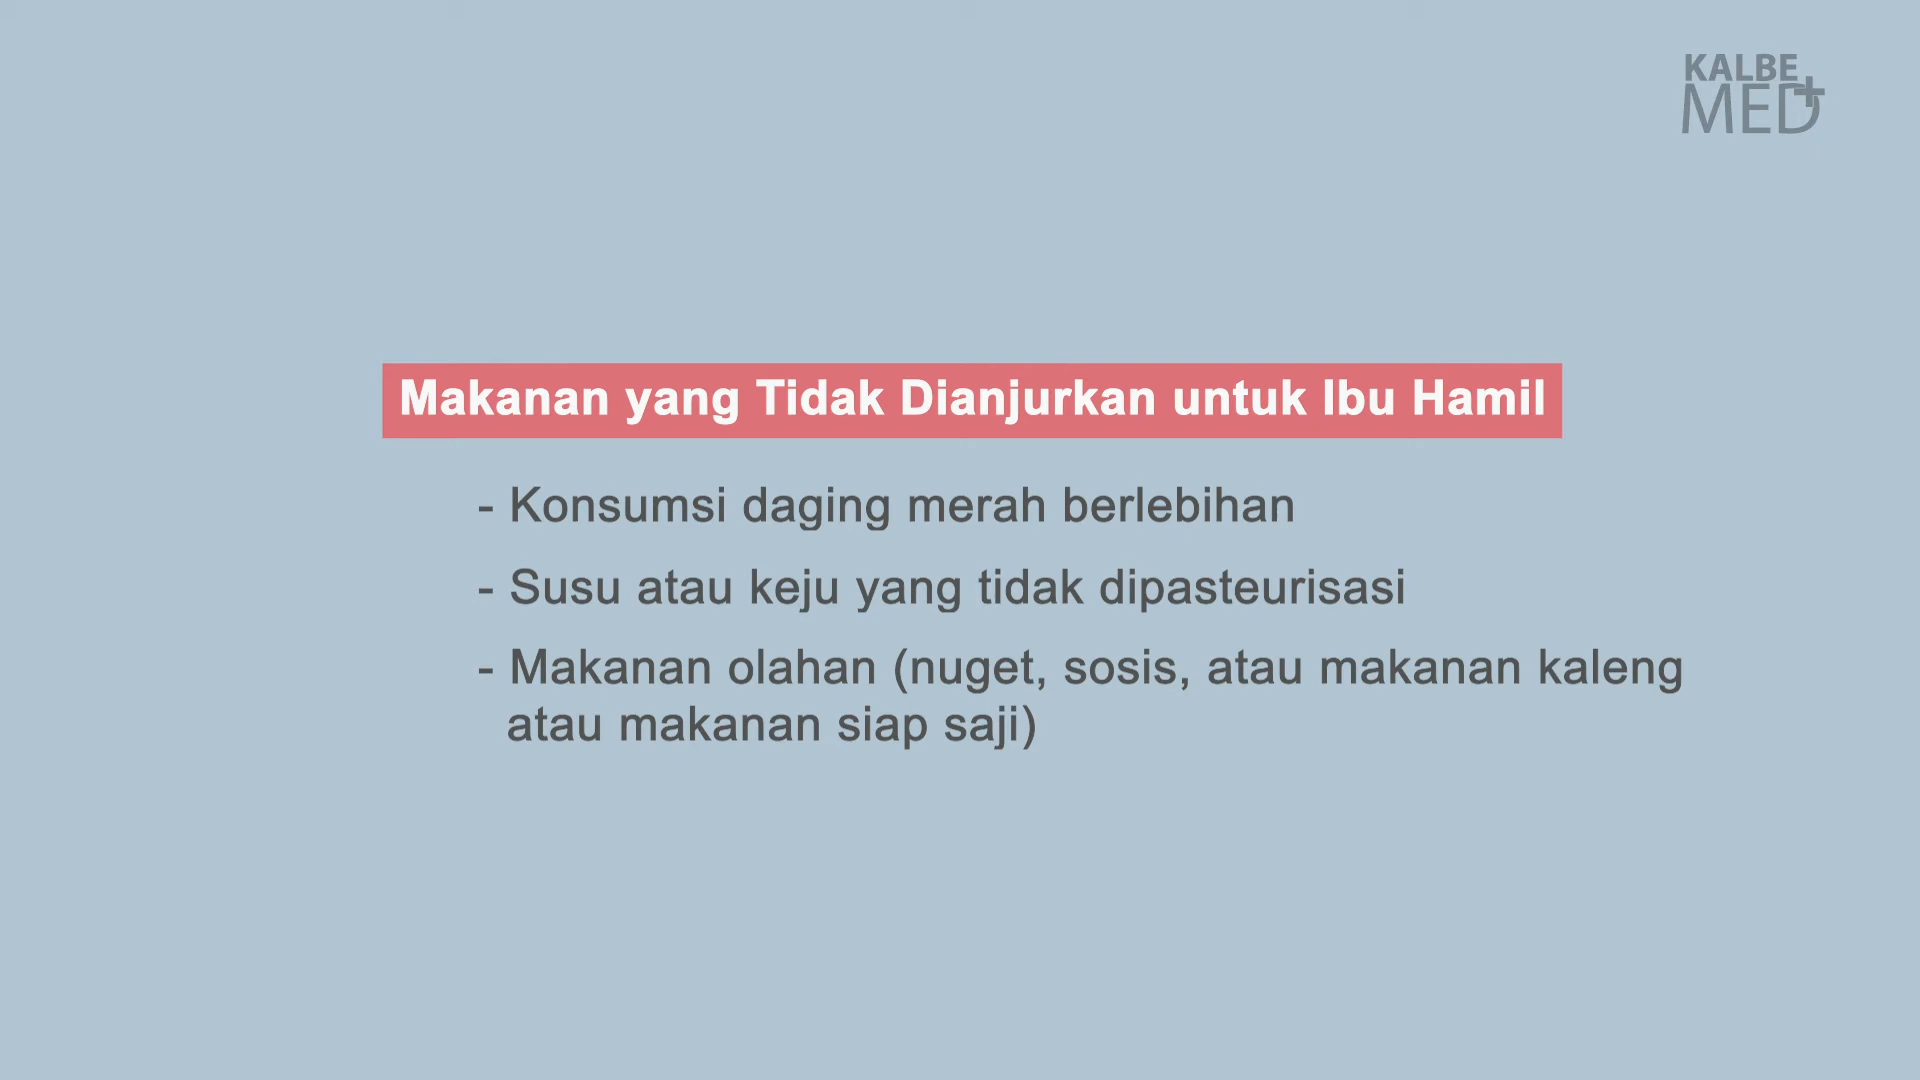 KALBE
MED+
Makanan yang Tidak Dianjurkan untuk Ibu Hamil
- Konsumsi daging merah berlebihan
- Susu atau keju yang tidak dipasteurisasi
- Makanan olahan (nuget, sosis, atau makanan kaleng
atau makanan siap saji)